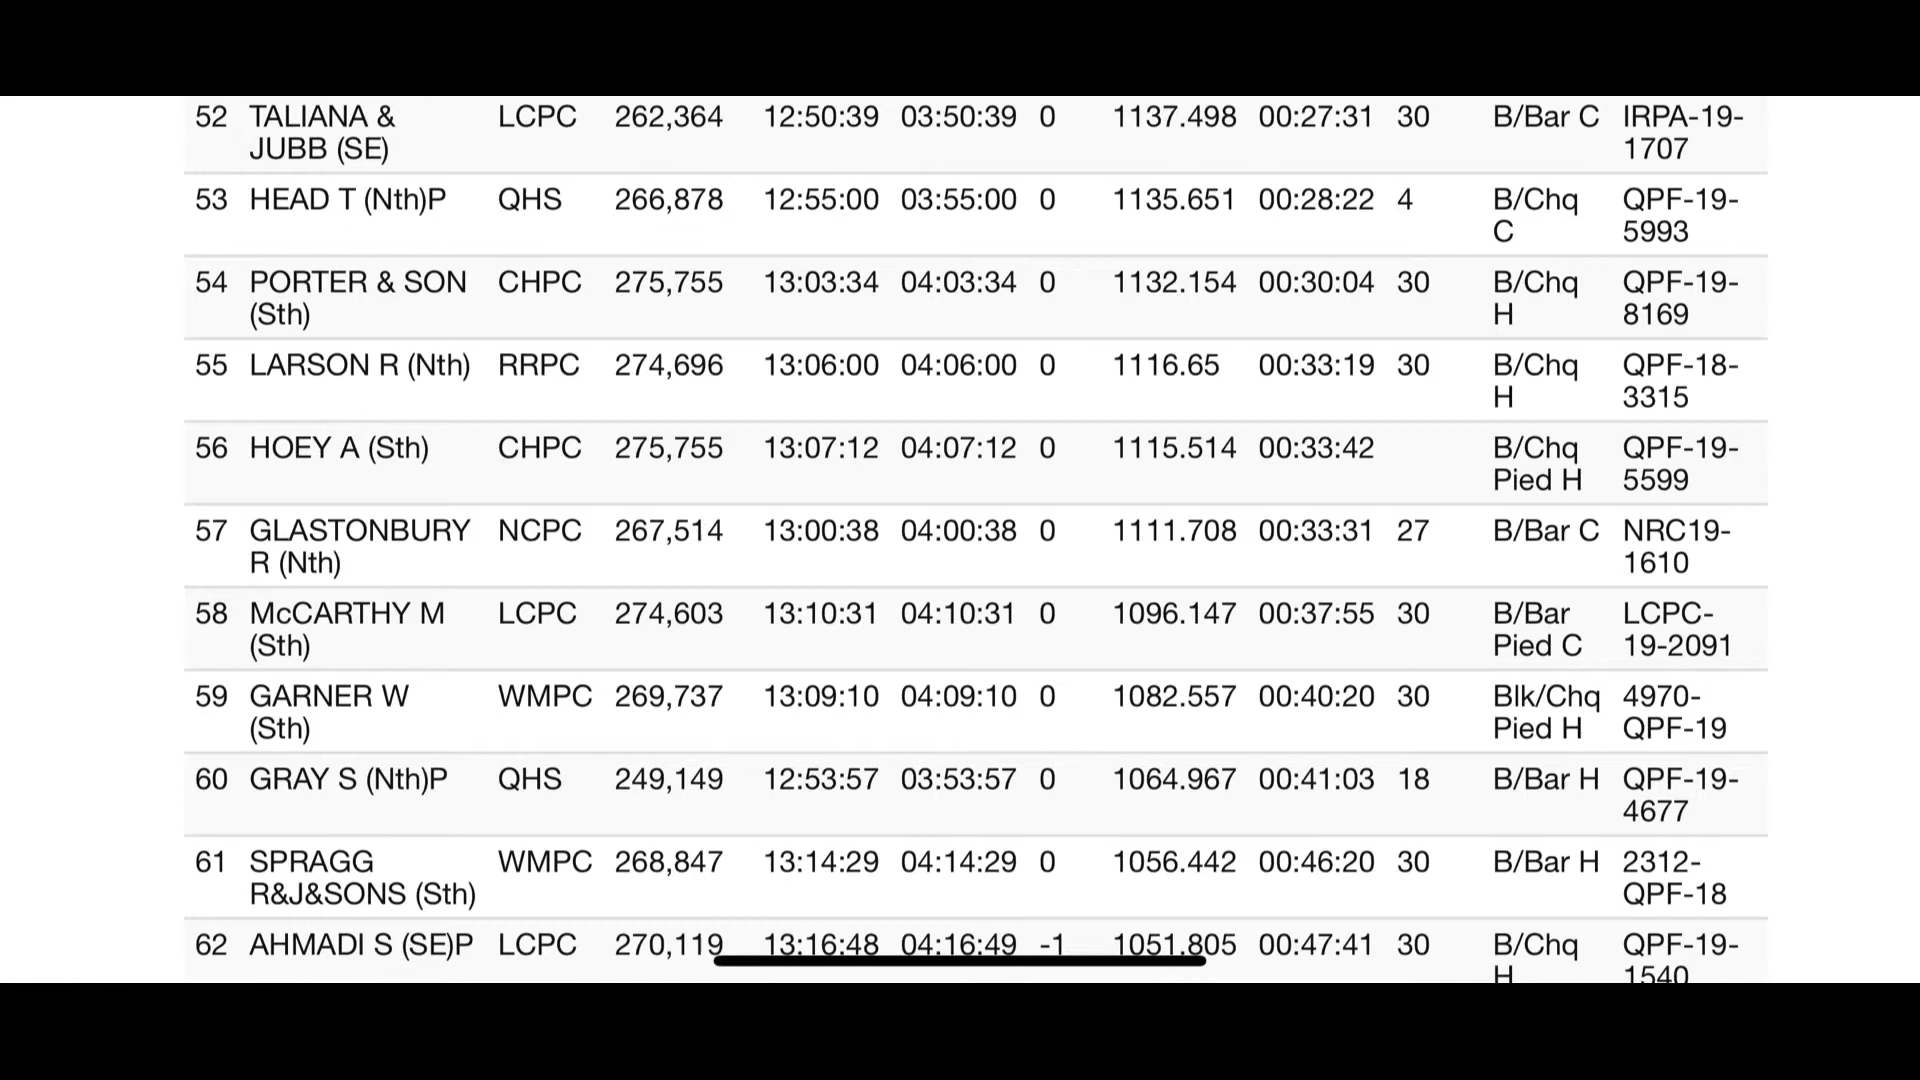 52 TALIANA & LCPC 262,364 12:50:39 03:50:39 0 1137.498 00:27:31 30 B/Bar C IRPA-19-
JUBB (SE) 1707
53 HEAD T (Nth)P QHS 266,878 12:55:00 03:55:00 0 1135.651 00:28:22 4 B/Chq QPF-19-
C 5993
54 PORTER & SON CHPC 275,755 13:03:34 04:03:34 0 1132.154 00:30:04 30 B/Chq QPF-19-
(Sth) H 8169
55 LARSON R (Nth) RRPC 274,696 13:06:00 04:06:00 0 1116.65 00:33:19 30 B/Chq QPF-18-
H 3315
56 HOEY A (Sth) CHPC 275,755 13:07:12 04:07:12 0 1115.514 00:33:42 B/Chq QPF-19-
Pied H 5599
57 GLASTONBURY NCPC 267,514 13:00:38 04:00:38 0 1111.708 00:33:31 27 B/Bar C NRC19-
R (Nth) 1610
58 McCARTHY M LCPC 274,603 13:10:31 04:10:31 0 1096.147 00:37:55 30 B/Bar LCPC-
(Sth) Pied C 19-2091
59 GARNER W WMPC 269,737 13:09:10 04:09:10 0 1082.557 00:40:20 30 Blk/Chq 4970-
(Sth) Pied H QPF-19
60 GRAY S (Nth)P QHS 249,149 12:53:57 03:53:57 0 1064.967 00:41:03 18 B/Bar H QPF-19-
4677
61 SPRAGG WMPC 268,847 13:14:29 04:14:29 0 1056.442 00:46:20 30 B/Bar H 2312-
R&J&SONS (Sth) QPF-18
62 AHMADI S (SE)P LCPC 270,119 13:16:48 04:16:49 -1 1051.805 00:47:41 30 B/Chq QPF-19-
H 1540